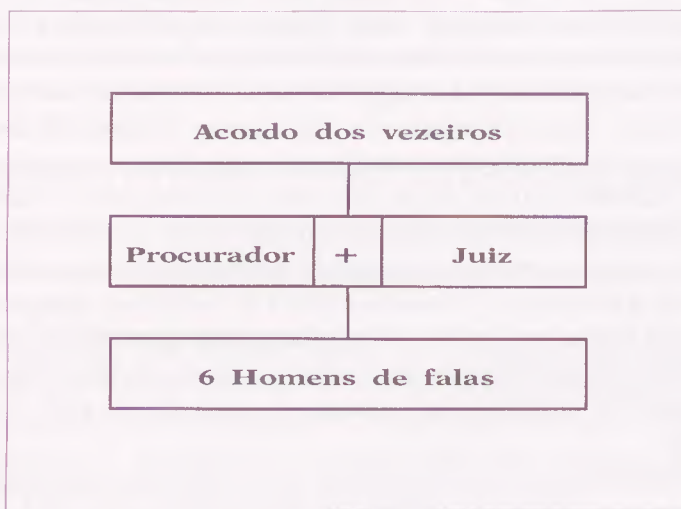 Acordo dos vezeiros
Procurador + Juiz
6 Homens de falas